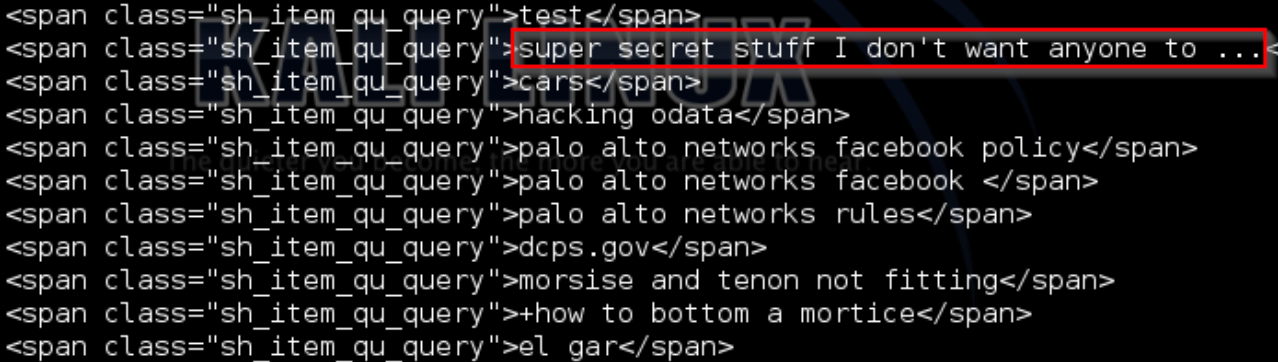 <span class="sh_item_qu_query">test</span>
<span class="sh_item_qu_query">super secret stuff I don't want anyone to ...<
<span class="sh_item_qu_query">cars</span>
<span class="sh_item_qu_query">hacking odata</span>
<span class="sh_item_qu_query">palo alto networks facebook policy</span>
<span class="sh_item_qu_query">palo alto networks facebook </span>
<span class="sh_item_qu_query">palo alto networks rules</span>
<span class="sh_item_qu_query">dcps.gov</span>
<span class="sh_item_qu_query">morsise and tenon not fitting</span>
<span class="sh_item_qu_query">+how to bottom a mortice</span>
<span class="sh_item_qu_query">el gar</span>
KALI LINUX
the quieter you become, the more you are able to hear